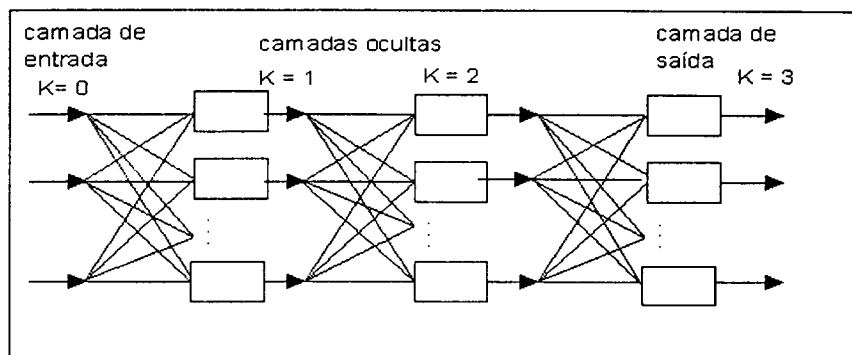 camada de
entrada
K= 0
camadas ocultas
K = 1
K = 2
camada de
saída
K = 3